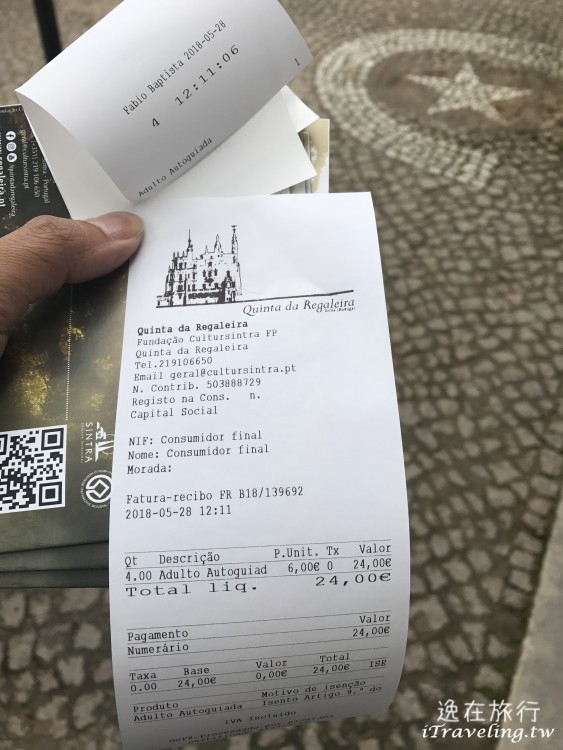 Fabio Baptista 2018-05-28
4 12:11:06
1
Adulto Autoguiada
Quinta da Regaleira
Quinta da Regaleira
Fundação Cultursintra FP
Quinta da Regaleira
Tel.219106650
Email geral@cultursintra.pt
N. Contrib. 503888729
Registo na Cons. n.
Capital Social
NIF: Consumidor final
Nome: Consumidor final
Morada:
Fatura-recibo FR B18/139692
2018-05-28 12:11
Qt Descrição P.Unit. Tx Valor
4.00 Adulto Autoguiad 6,00€ 0 24,00€
Total liq. 24,00€
Pagamento Valor
Numerário 24,00€
Taxa Base Valor Total
0.00 24,00€ 0,00€ 24,00€ ISE
Produto Motivo de isenção
Adulto Autoguiada Isento Artigo 9.º do
IVA Incluido
SINTRA
逸在旅行
iTraveling.tw